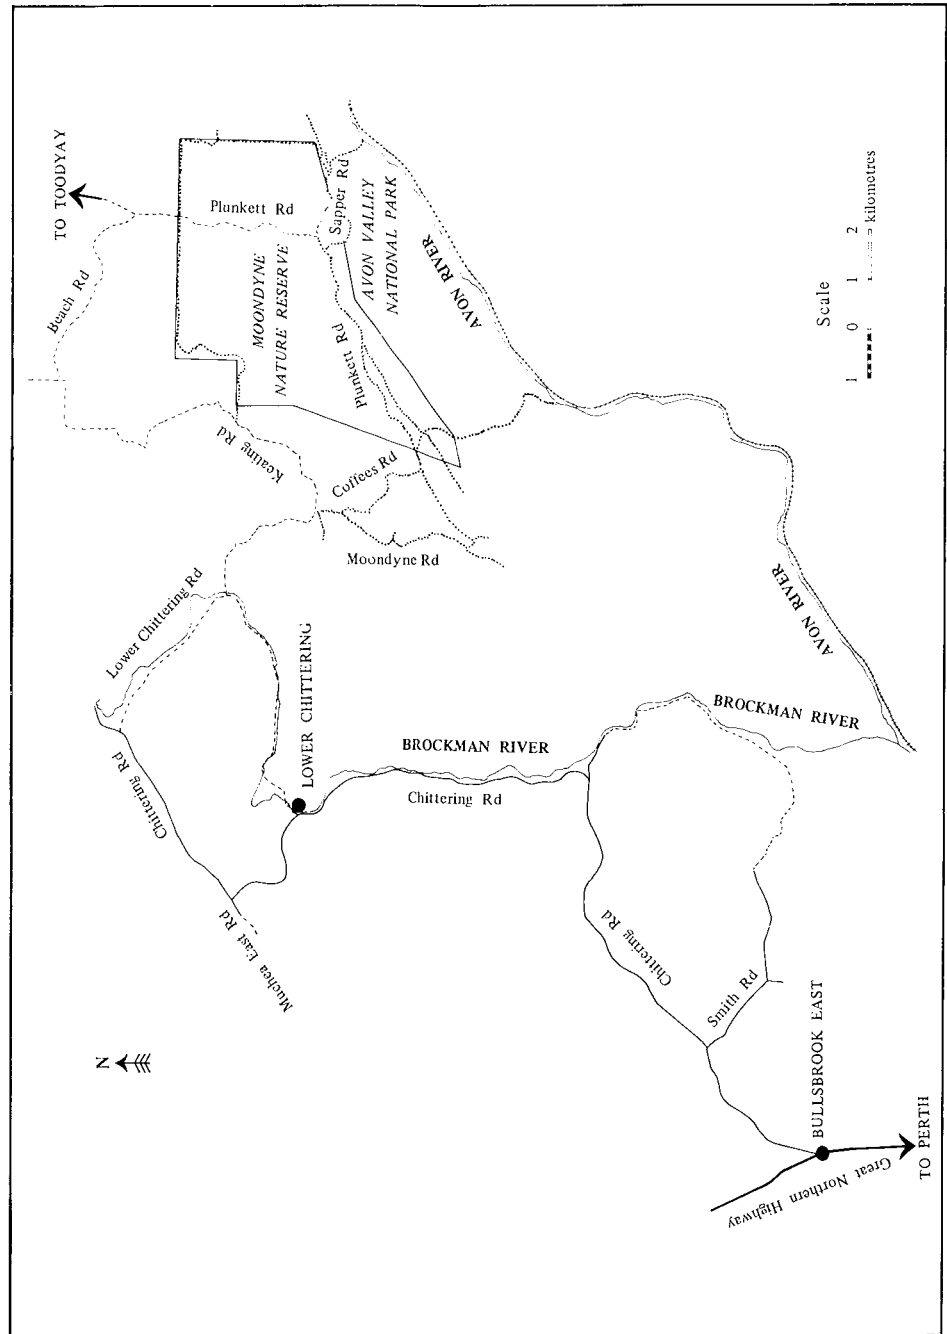 TO TOODYAY
Beach Rd
Plunkett Rd
Sapper Rd
MOONDYNE
NATURE RESERVE
AVON VALLEY
NATIONAL PARK
AVON RIVER
Plunkett Rd
Keating Rd
Coffees Rd
Moondyne Rd
Scale
1 0 1 2
kilometres
Lower Chittering Rd
LOWER CHITTERING
AVON RIVER
BROCKMAN RIVER
BROCKMAN RIVER
Chittering Rd
Chittering Rd
Muchea East Rd
Chittering Rd
Smith Rd
N
BULLSBROOK EAST
Great Northern Highway
TO PERTH